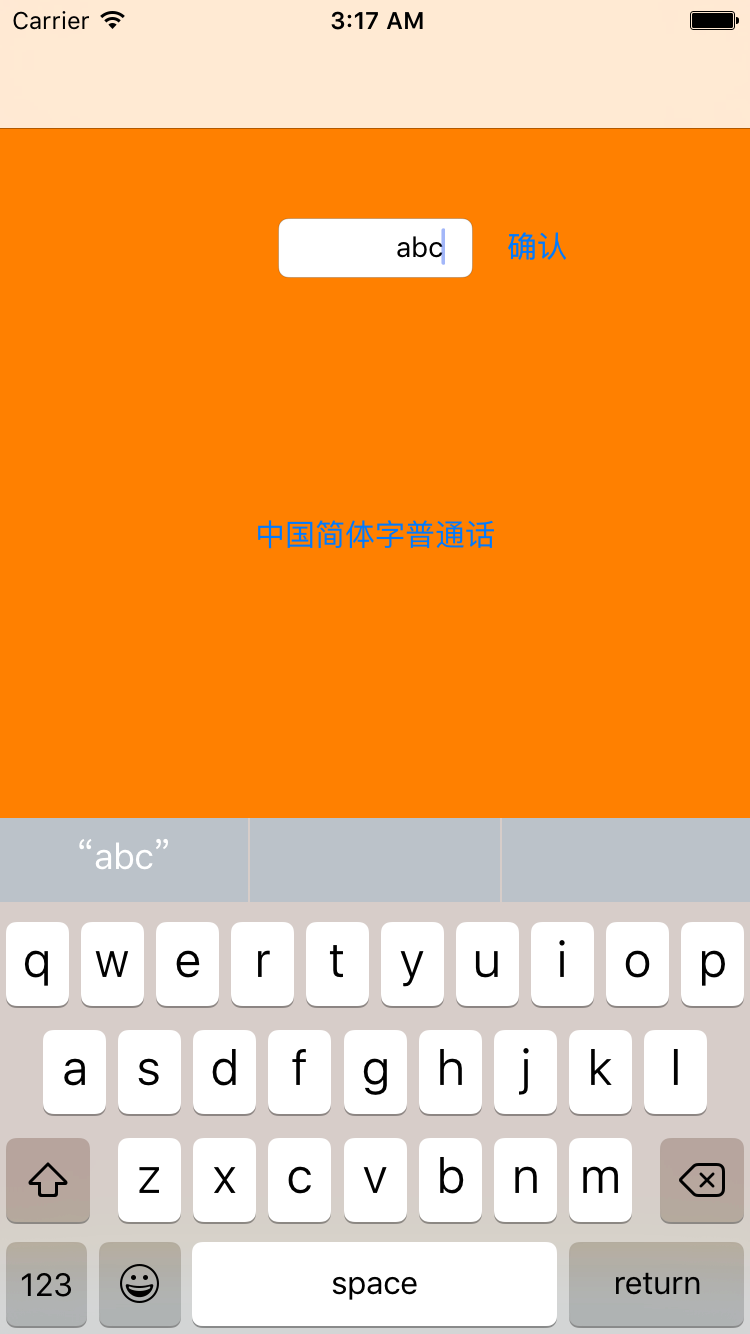 Carrier 3:17 AM
abc 确认
中国简体字普通话
“abc”
q w e r t y u i o p
a s d f g h j k l
z x c v b n m
123 space return